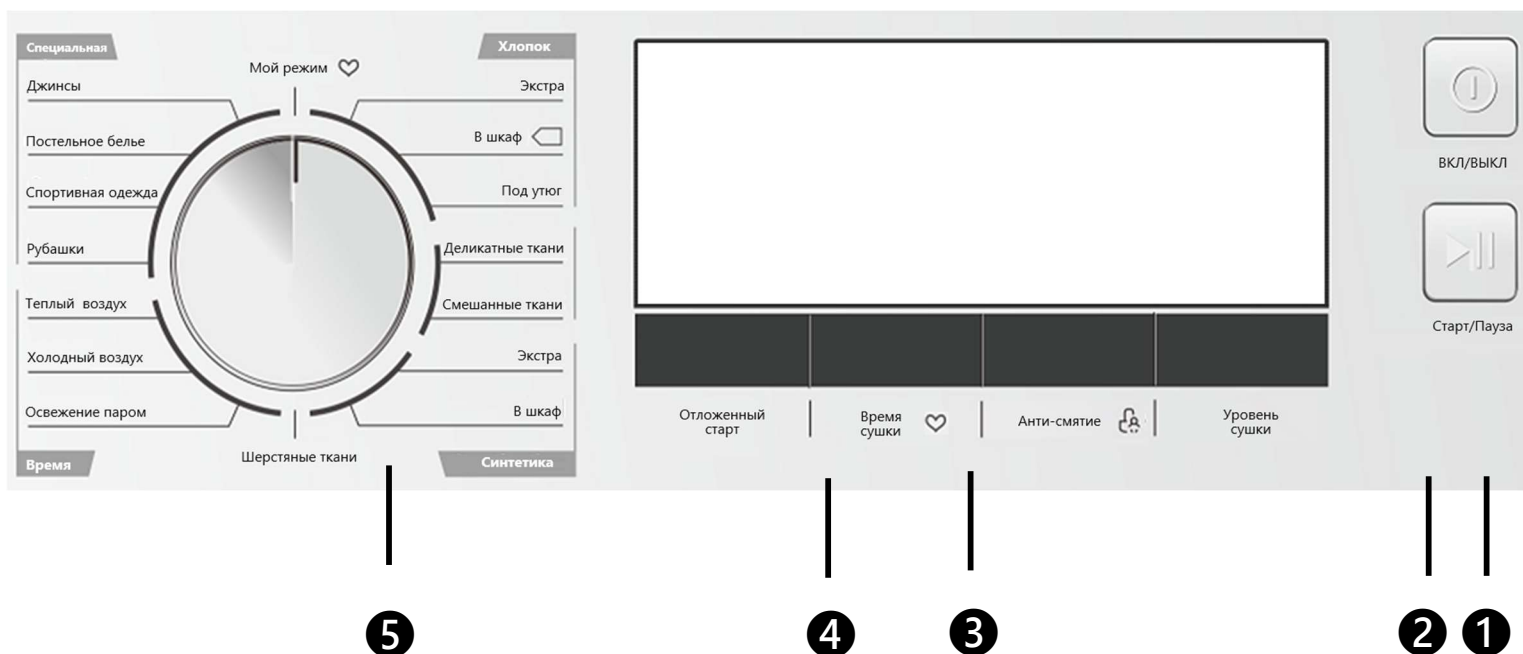 Специальная
Хлопок
Мой режим
Джинсы
Экстра
Постельное белье
В шкаф
Спортивная одежда
Под утюг
Рубашки
Деликатные ткани
Теплый воздух
Смешанные ткани
Холодный воздух
Экстра
Освежение паром
В шкаф
Время
Шерстяные ткани
Синтетика
Отложенный
старт
Время
сушки
Анти-смятие
Уровень
сушки
ВКЛ/ВЫКЛ
Старт/Пауза
5
4
3
2
1